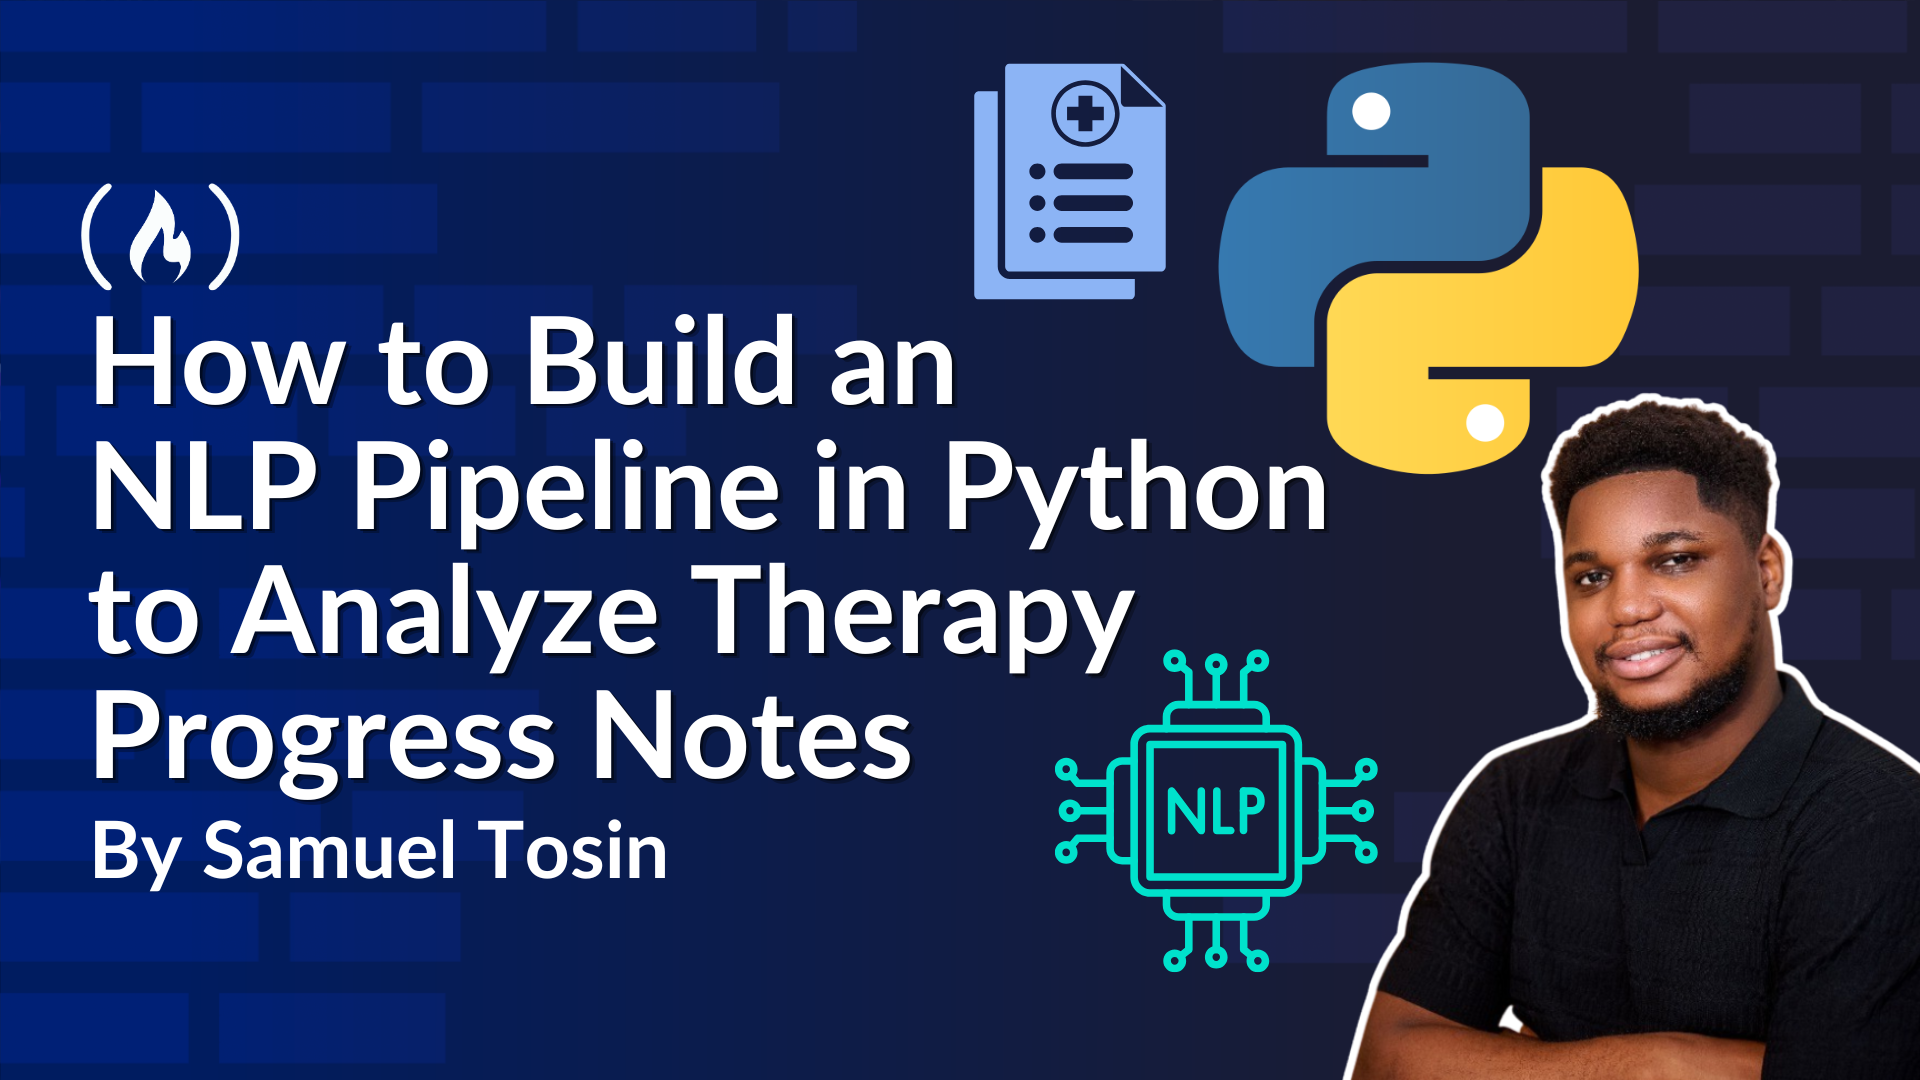 How to Build an
NLP Pipeline in Python
to Analyze Therapy
Progress Notes
By Samuel Tosin
NLP